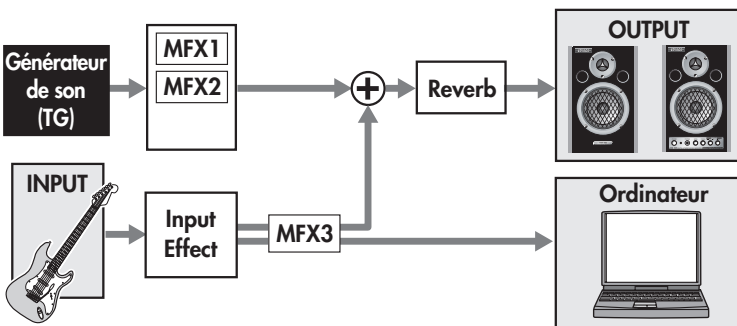 Générateur
de son
(TG)
MFX1
MFX2
Reverb
OUTPUT
INPUT
Input
Effect
MFX3
Ordinateur